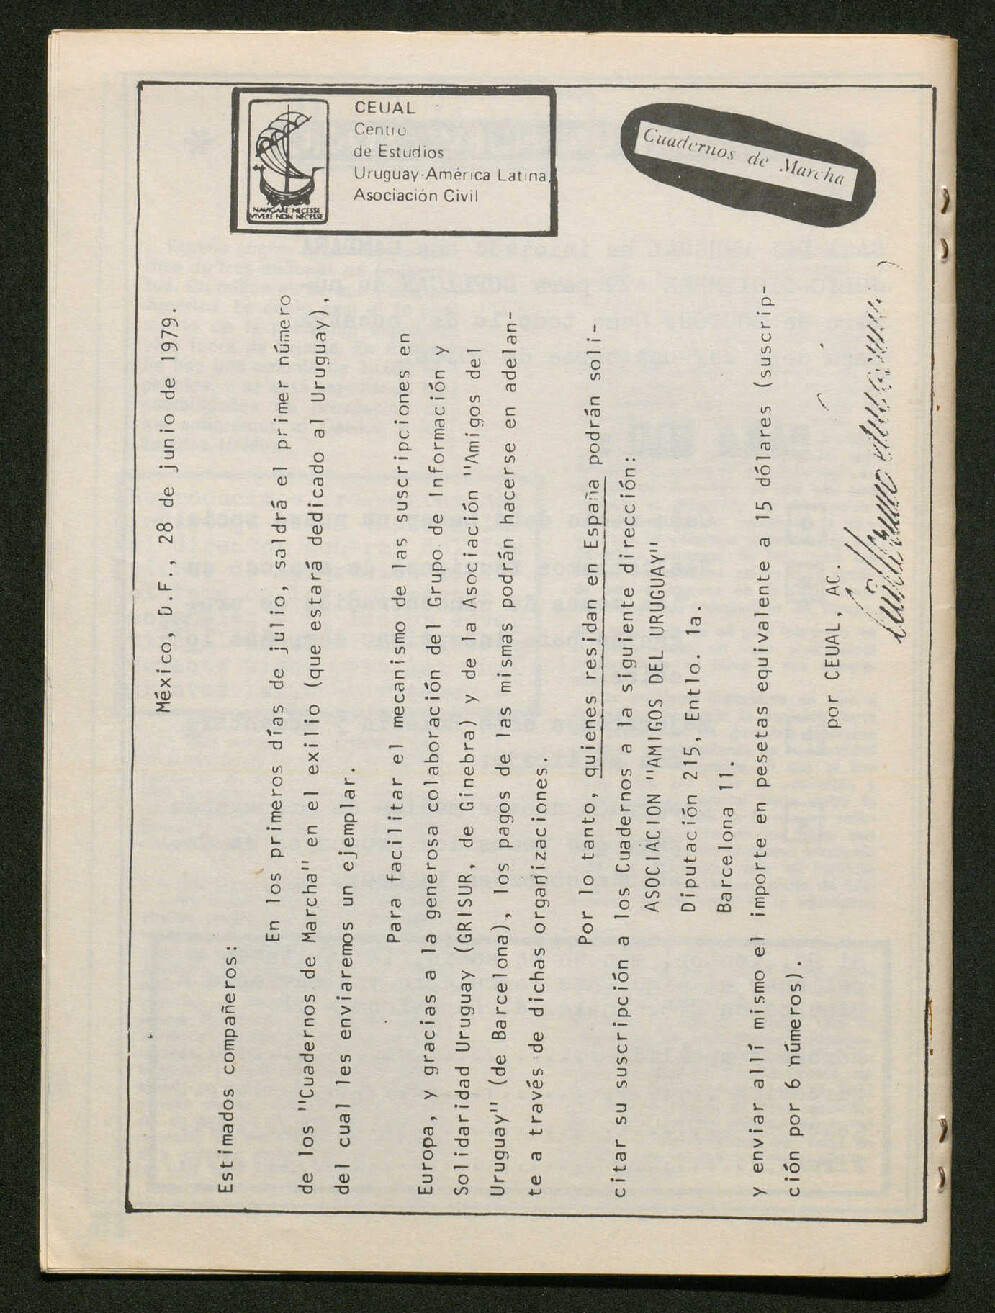 CEUAL
Centro
de Estudios
Uruguay-América Latina,
Asociación Civil
NAVIGARE NECESSE
VIVERE NON NECESSE
Cuadernos de Marcha
México, D.F. 28 de junio de 1979.
Estimados compañeros:
En los primeros días de julio, saldrá el primer número
de los "Cuadernos de Marcha" en el exilio (que estará dedicado al Uruguay),
del cual les enviaremos un ejemplar.
Para facilitar el mecanismo de las suscripciones en
Europa, y gracias a la generosa colaboración del Grupo de Información y
Solidaridad Uruguay (GRISUR, de Ginebra) y de la Asociación "Amigos del
Uruguay" (de Barcelona), los pagos de las mismas podrán hacerse en adelan-
te a través de dichas organizaciones.
Por lo tanto, quienes residan en España podrán soli-
citar su suscripción a los Cuadernos a la siguiente dirección:
ASOCIACION "AMIGOS DEL URUGUAY"
Diputación 215, Entlo. 1a
Barcelona 11.
y enviar allí mismo el importe en pesetas equivalente a 15 dólares (suscrip-
ción por 6 números).
por CEUAL, AC.